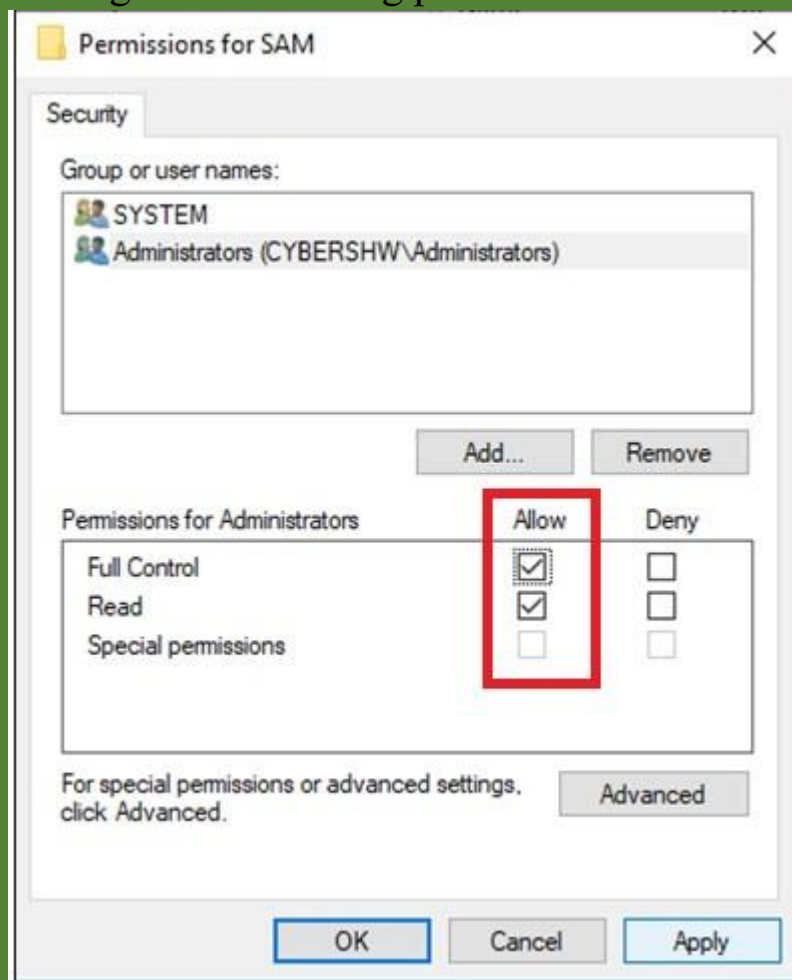 Permissions for SAM
Security
Group or user names:
SYSTEM
Administrators (CYBERSHW\Administrators)
Add...
Remove
Permissions for Administrators
Allow
Deny
Full Control
Read
Special permissions
For special permissions or advanced settings,
click Advanced.
Advanced
OK
Cancel
Apply